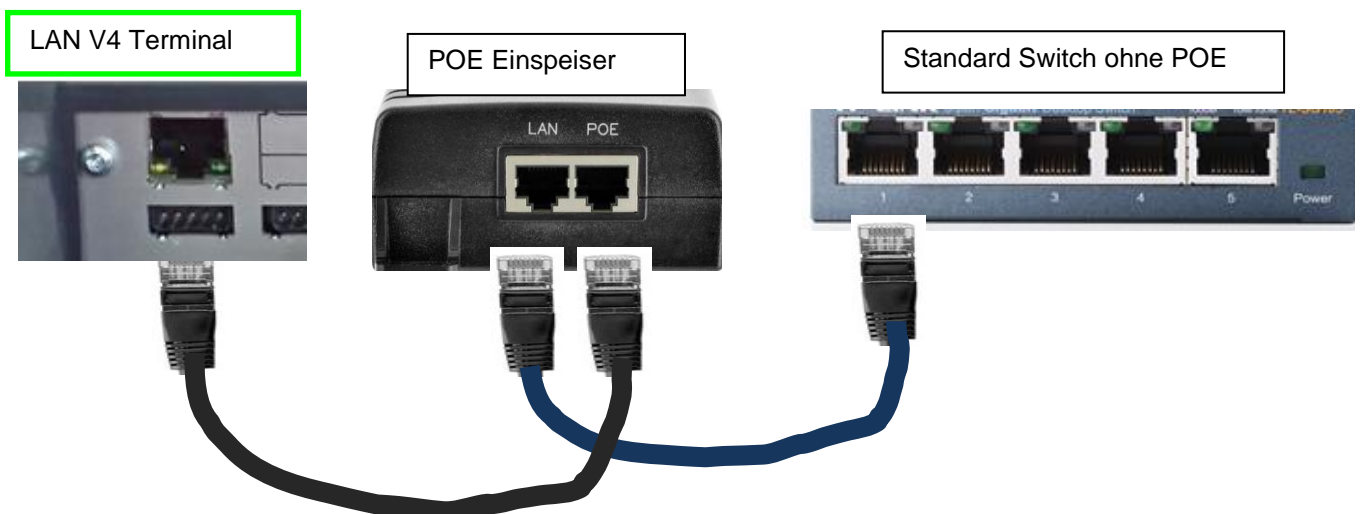 LAN V4 Terminal
POE Einspeiser
Standard Switch ohne POE
LAN POE
1 2 3 4 5 Power